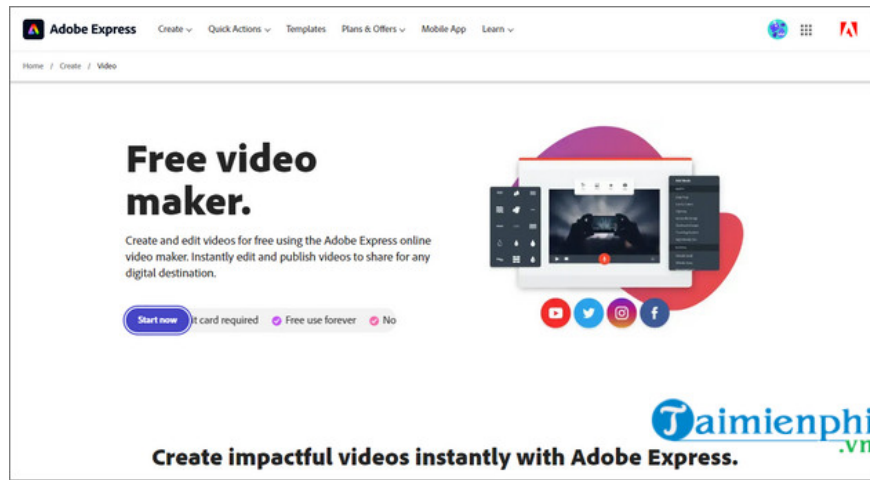 Adobe Express Create Quick Actions Templates Plans & Offers Mobile App Learn
Home / Create / Video
Free video
maker.
Create and edit videos for free using the Adobe Express online
video maker. Instantly edit and publish videos to share for any
digital destination.
Start now it card required Free use forever No
Taimienphi
.vn
Create impactful videos instantly with Adobe Express.